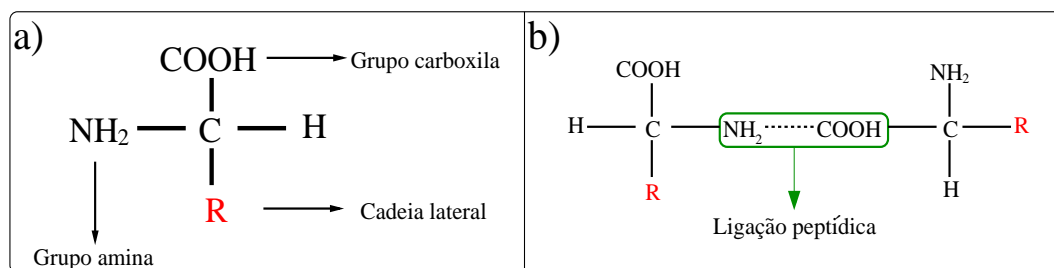 a)
COOH
Grupo carboxila
NH2
C
H
R
Cadeia lateral
Grupo amina
b)
COOH
NH2
H
C
NH2
COOH
C
R
R
H
Ligação peptídica